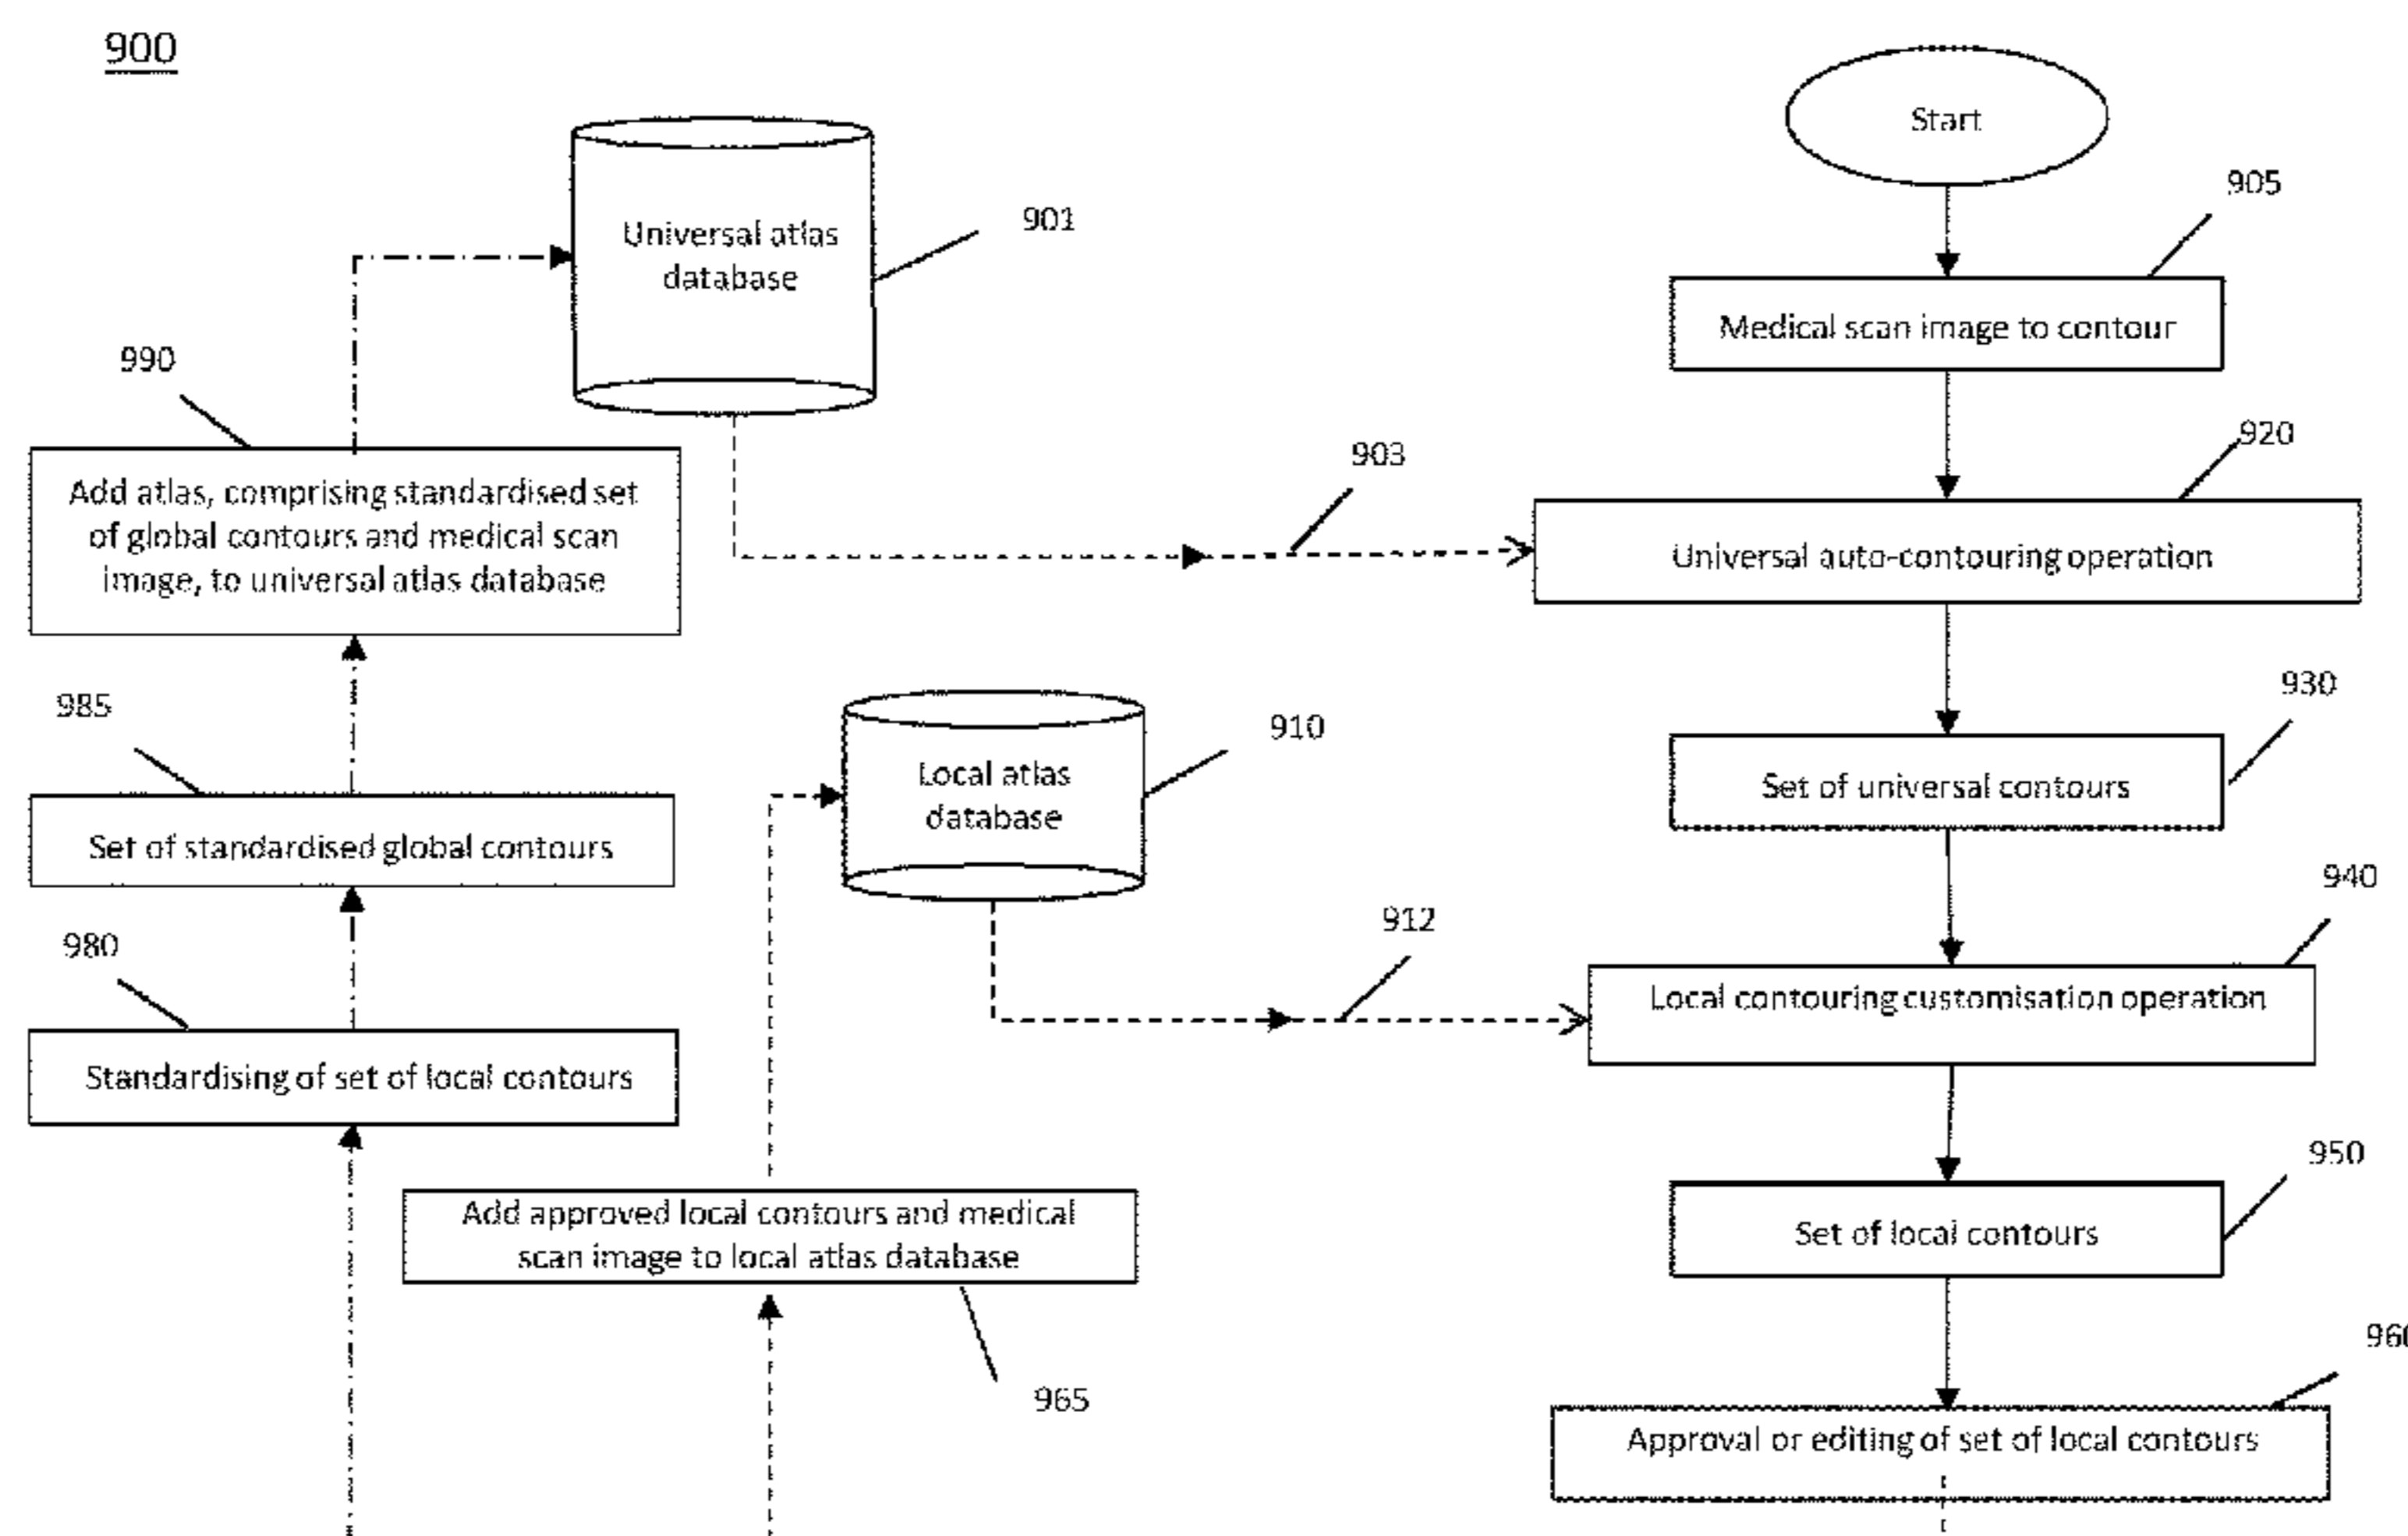 900
Start
905
Universal atlas
database
901
Medical scan image to contour
990
903
920
Add atlas, comprising standardised set
of global contours and medical scan
image, to universal atlas database
Universal auto-contouring operation
985
910
930
Local atlas
database
Set of universal contours
Set of standardised global contours
980
912
940
Local contouring customisation operation
Standardising of set of local contours
950
Add approved local contours and medical
scan image to local atlas database
Set of local contours
965
960
Approval or editing of set of local contours